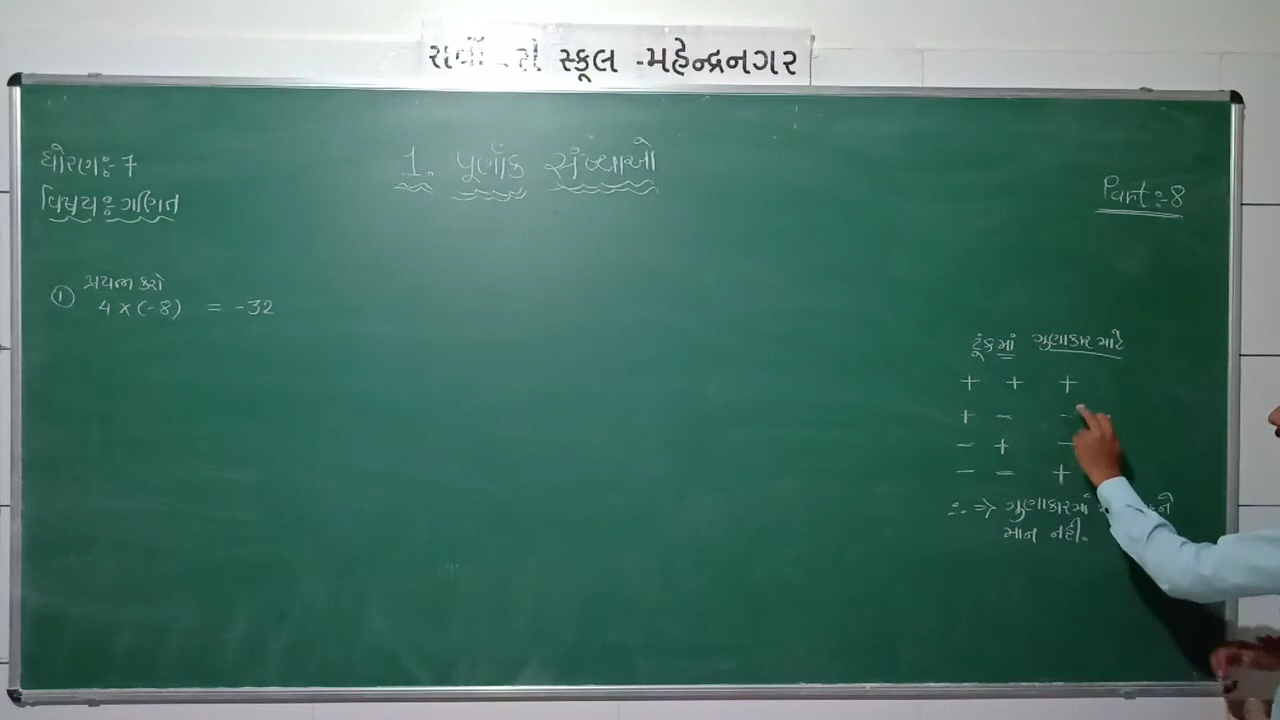 સ્કૂલ -મહેન્દ્રનગર
ધોરણઃ- 7
1. પૂર્ણાંક સંખ્યાઓ
વિષયઃ- ગણિત
Part:-8
પ્રયત્ન કરો
① 4 × (-8) = -32
ટૂંકમાં ગુણાકાર માટે
+ + +
+ - -
- + -
- - +
∴ ⇒ ગુણાકારમાં
માન નહી.